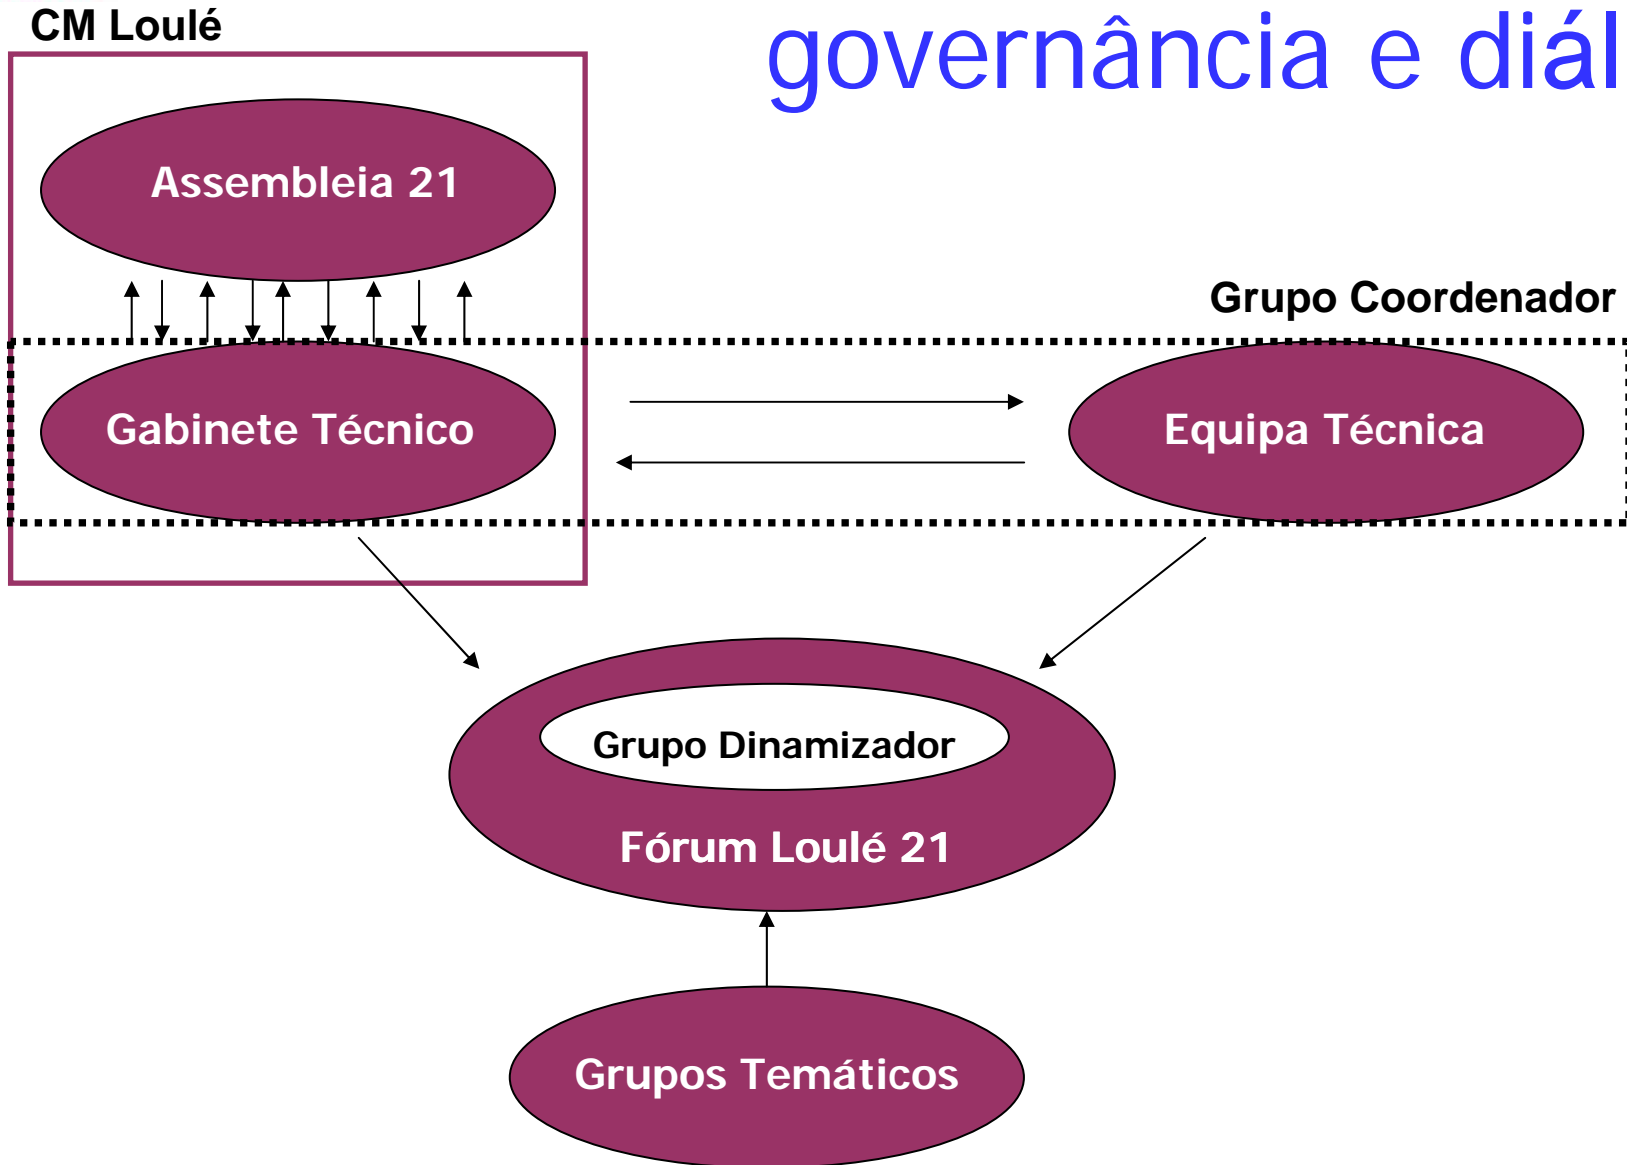 CM Loulé
governância e diál
Assembleia 21
Grupo Coordenador
Gabinete Técnico
Equipa Técnica
Grupo Dinamizador
Fórum Loulé 21
Grupos Temáticos